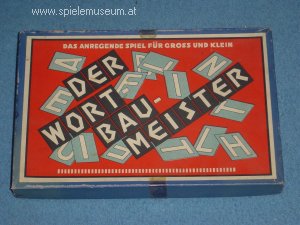 www.spielemuseum.at
DAS ANREGENDE SPIEL FÜR GROSS UND KLEIN
DER
WORT
BAU-
MEISTER